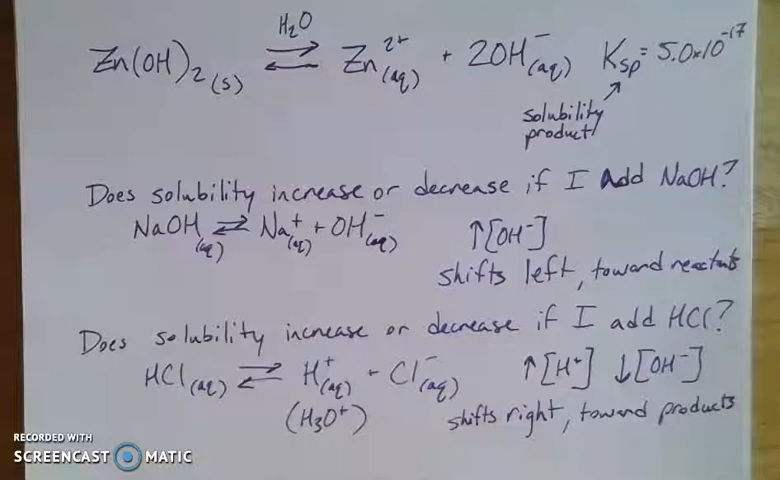 H₂O
Zn(OH)₂(s) ⇌ Zn²⁺(aq) + 2OH⁻(aq) Ksp = 5.0x10⁻¹⁷
solubility
product
Does solubility increase or decrease if I Add NaOH?
NaOH(aq) ⇌ Na⁺(aq) + OH⁻(aq) ↑[OH⁻]
shifts left, toward reactants
Does solubility increase or decrease if I add HCl?
HCl(aq) ⇌ H⁺(aq) + Cl⁻(aq) ↑[H⁺] ↓[OH⁻]
(H₃O⁺) shifts right, toward products
RECORDED WITH
SCREENCAST MATIC